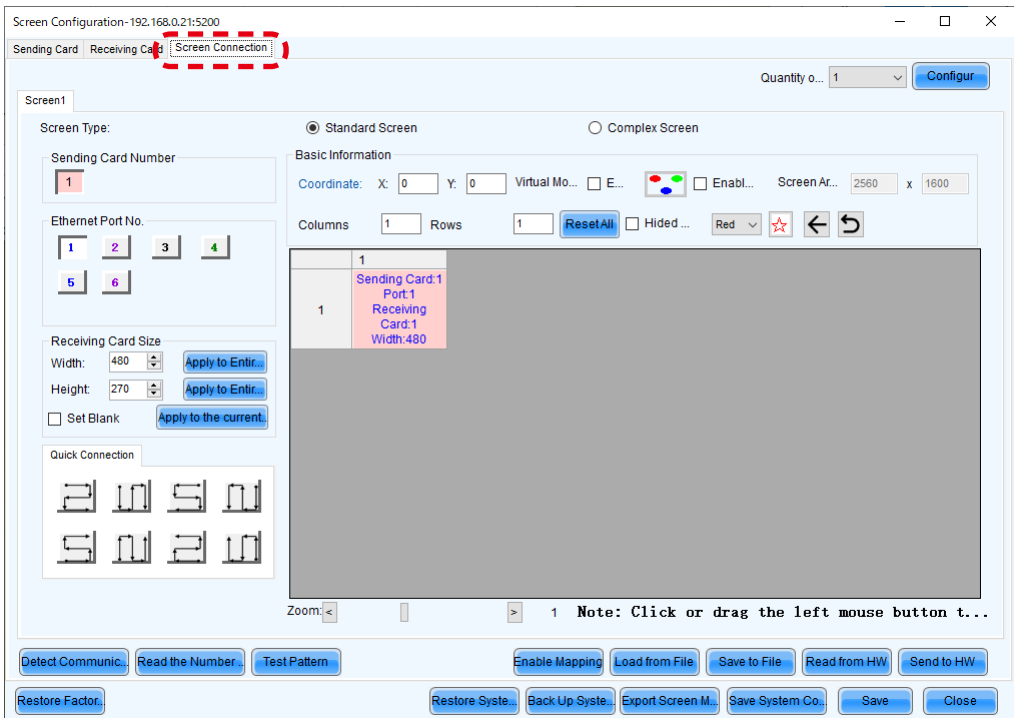 Screen Configuration-192.168.0.21:5200
Sending Card Receiving Card Screen Connection
Quantity o... 1 Configur
Screen1
Screen Type: Standard Screen Complex Screen
Sending Card Number
1
Ethernet Port No.
1 2 3 4
5 6
Receiving Card Size
Width: 480 Apply to Entir...
Height: 270 Apply to Entir...
Set Blank Apply to the current.
Quick Connection
Basic Information
Coordinate: X: 0 Y: 0 Virtual Mo... E... Enabl... Screen Ar... 2560 x 1600
Columns 1 Rows 1 Reset All Hided ... Red
1
1
Sending Card:1
Port:1
Receiving
Card:1
Width:480
Zoom: < > 1 Note: Click or drag the left mouse button t...
Detect Communic... Read the Number... Test Pattern Enable Mapping Load from File Save to File Read from HW Send to HW
Restore Factor... Restore Syste... Back Up Syste... Export Screen M... Save System Co... Save Close